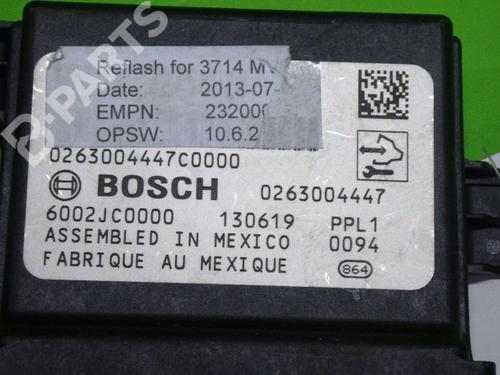 Reflash for 3714
Date: 2013-07-
EMPN: 232000
OPSW: 10.6.2
0263004447C0000
BOSCH 0263004447
6002JC0000 130619 PPL1
ASSEMBLED IN MEXICO 0094
FABRIQUE AU MEXIQUE 864
B-PARTS